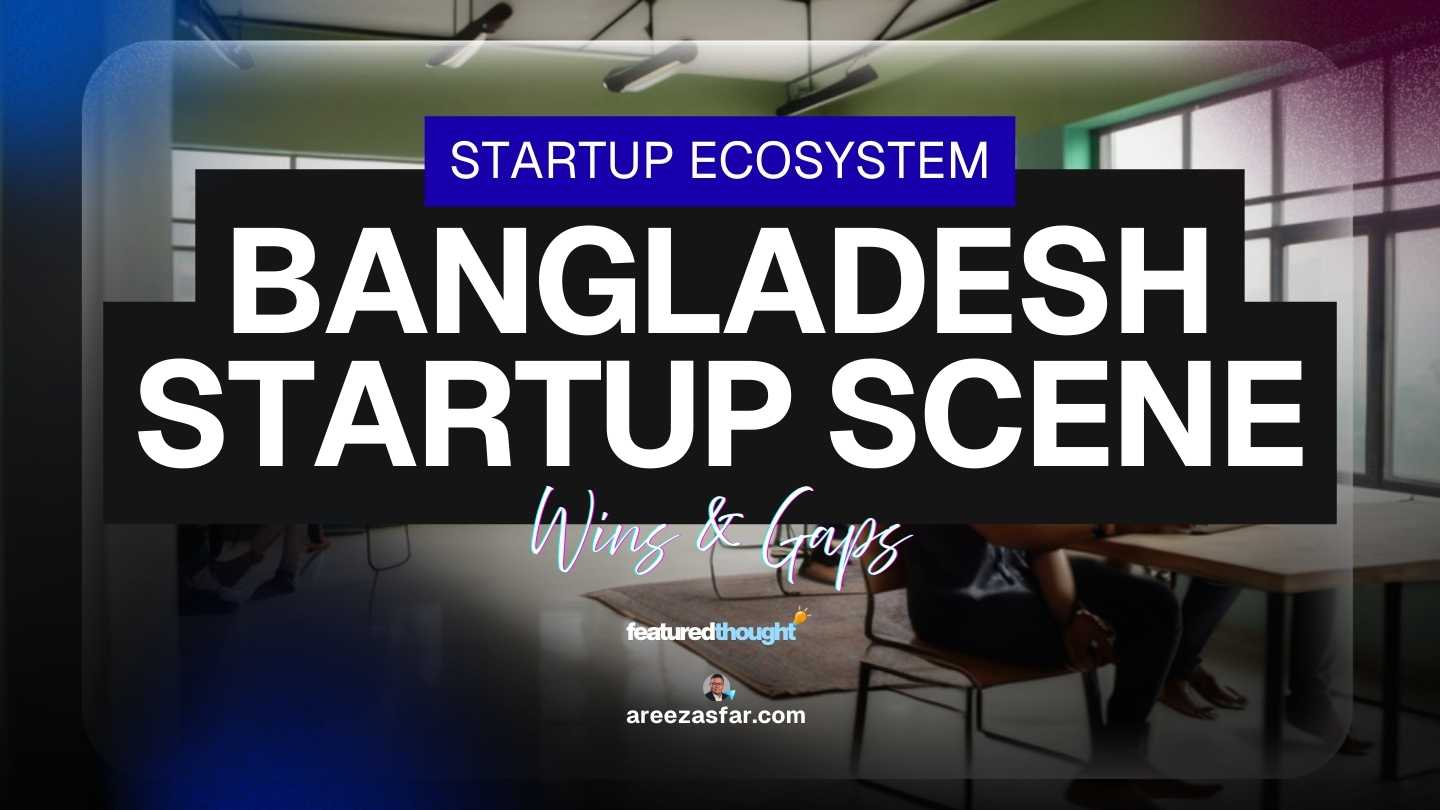 STARTUP ECOSYSTEM
BANGLADESH
STARTUP SCENE
Wins & Gaps
featuredthought
areezasfar.com